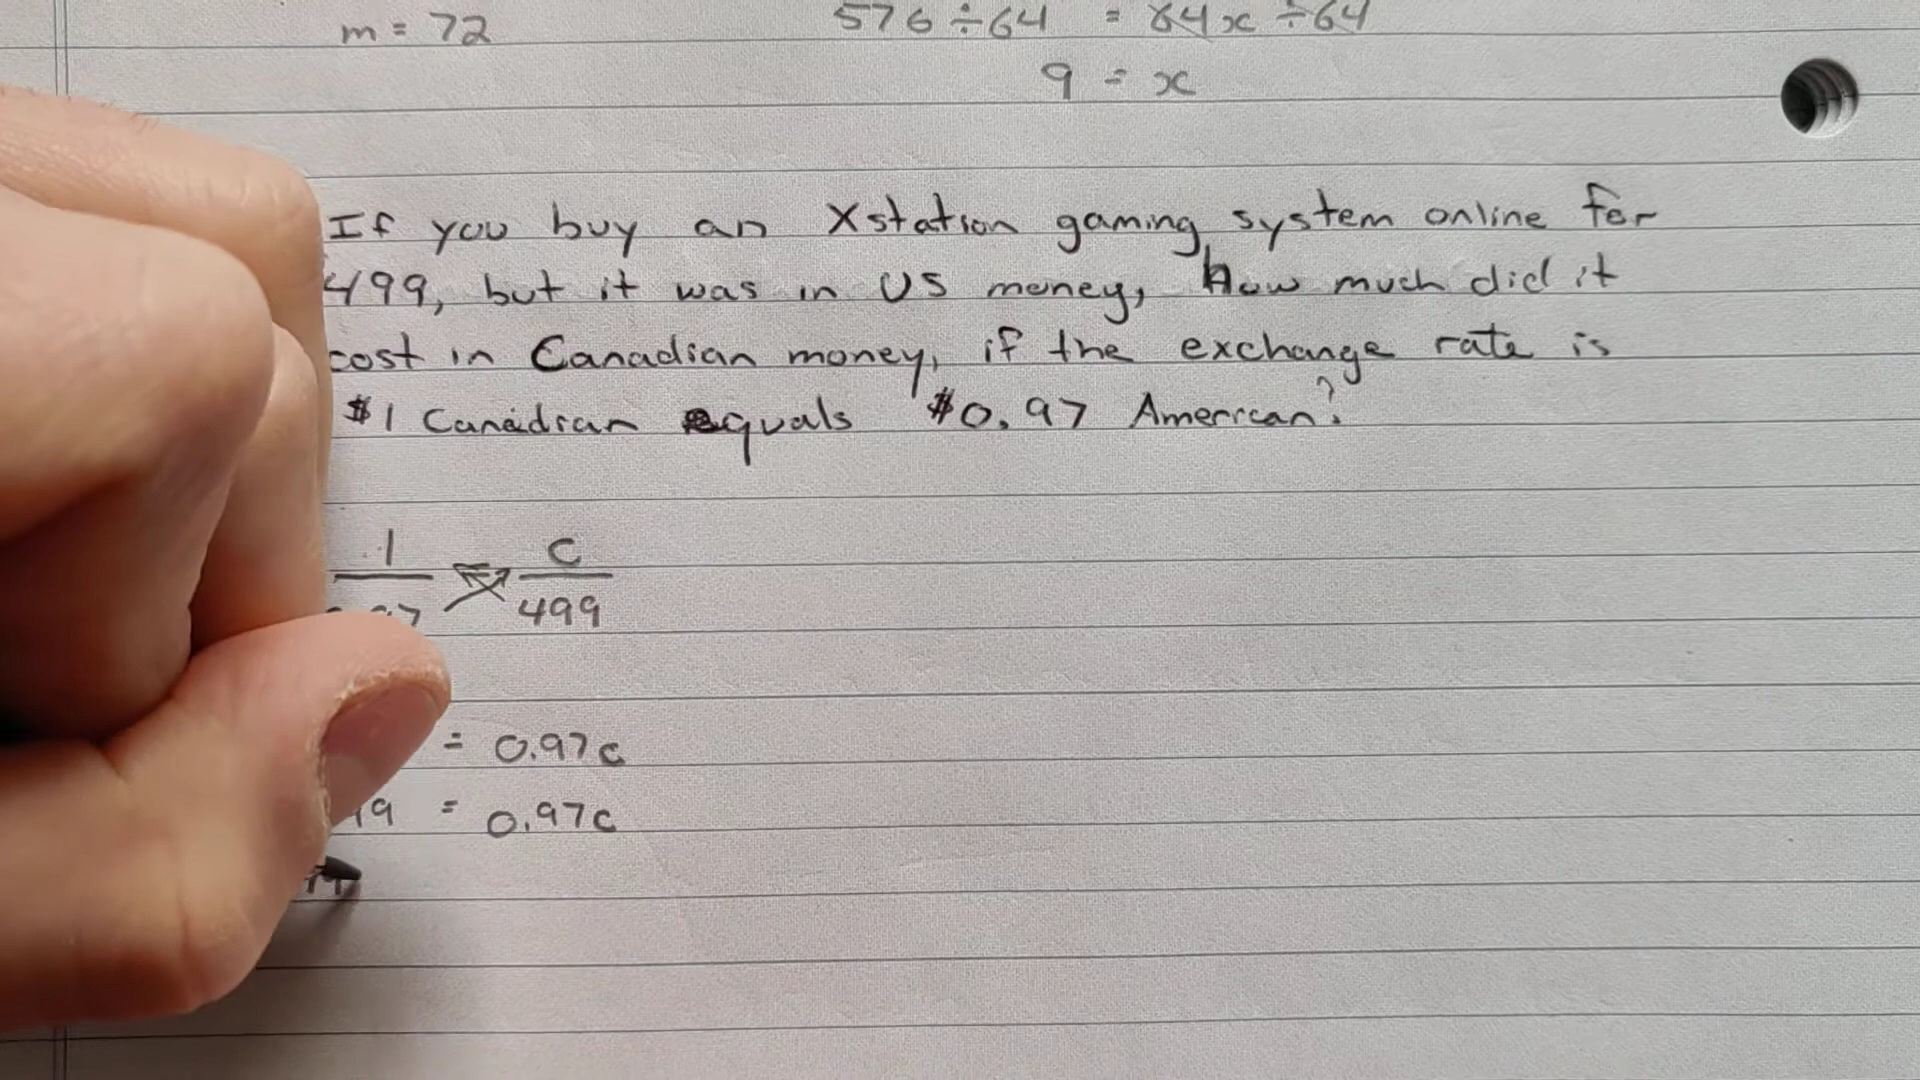 m = 72
576 ÷ 64 = 64x ÷ 64
9 = x
If you buy an Xstation gaming system online for
499, but it was in US money, How much did it
cost in Canadian money, if the exchange rate is
$1 Canadian equals $0.97 American?
1 C
499
= 0.97c
= 0.97c